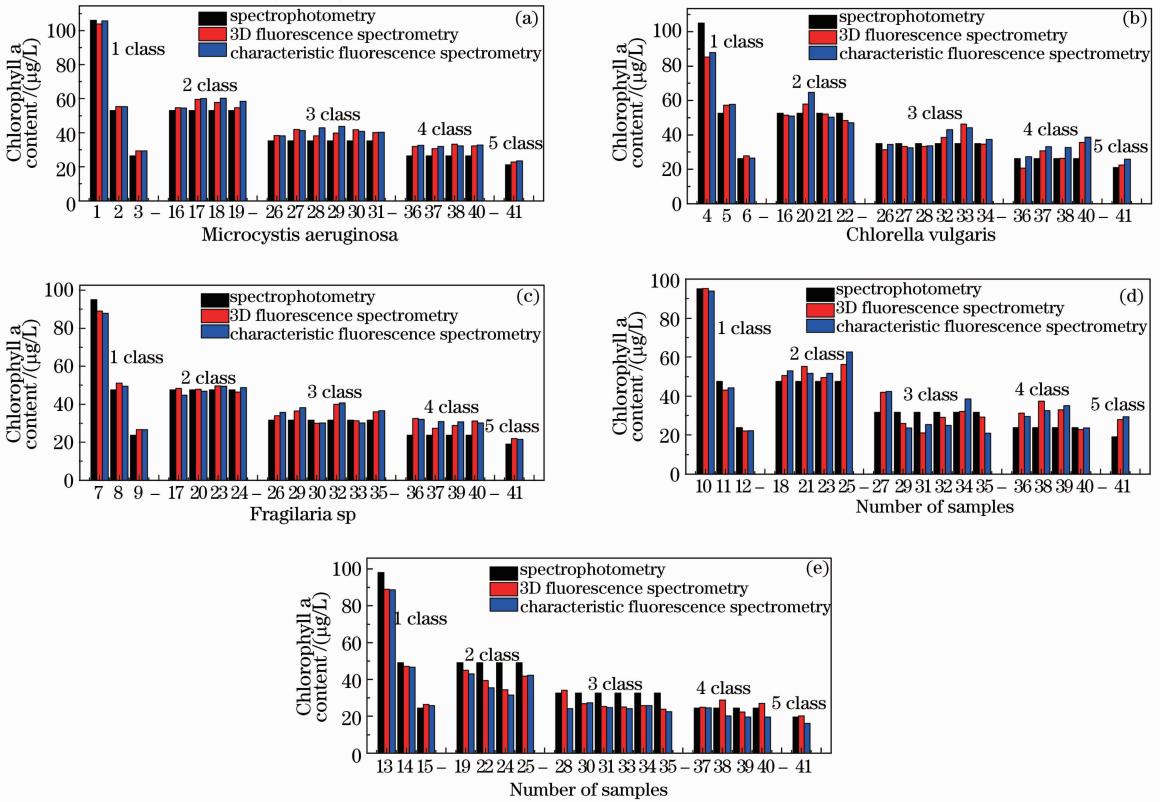 (a)
spectrophotometry
3D fluorescence spectrometry
characteristic fluorescence spectrometry
Chlorophyll a
content /(μg/L)
100
80
60
40
20
0
1 class
2 class
3 class
4 class
5 class
1 2 3 – 16 17 18 19 – 26 27 28 29 30 31 – 36 37 38 40 – 41
Microcystis aeruginosa
(b)
spectrophotometry
3D fluorescence spectrometry
characteristic fluorescence spectrometry
Chlorophyll a
content /(μg/L)
100
80
60
40
20
0
1 class
2 class
3 class
4 class
5 class
4 5 6 – 16 20 21 22 – 26 27 28 32 33 34 – 36 37 38 40 – 41
Chlorella vulgaris
(c)
spectrophotometry
3D fluorescence spectrometry
characteristic fluorescence spectrometry
Chlorophyll a
content /(μg/L)
100
80
60
40
20
0
1 class
2 class
3 class
4 class
5 class
7 8 9 – 17 20 23 24 – 26 29 30 32 33 35 – 36 37 39 40 – 41
Fragilaria sp
(d)
spectrophotometry
3D fluorescence spectrometry
characteristic fluorescence spectrometry
Chlorophyll a
content /(μg/L)
100
80
60
40
20
0
1 class
2 class
3 class
4 class
5 class
10 11 12 – 18 21 23 25 – 27 29 31 32 34 35 – 36 38 39 40 – 41
Number of samples
(e)
spectrophotometry
3D fluorescence spectrometry
characteristic fluorescence spectrometry
Chlorophyll a
content /(μg/L)
100
80
60
40
20
0
1 class
2 class
3 class
4 class
5 class
13 14 15 – 19 22 24 25 – 28 30 31 33 34 35 – 37 38 39 40 – 41
Number of samples